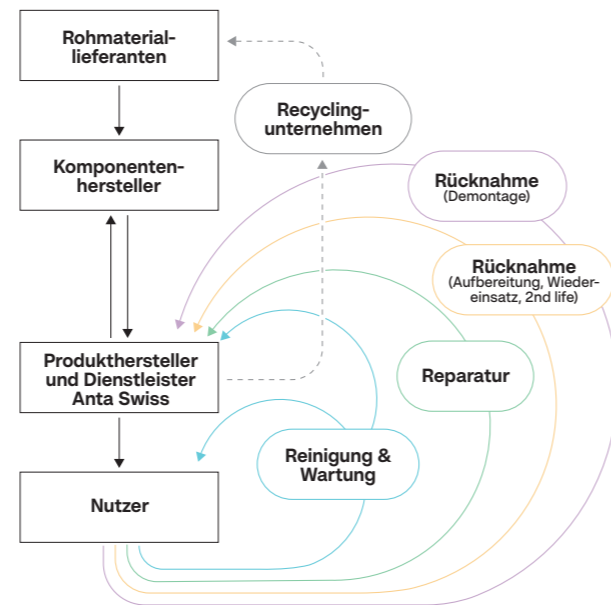 Rohmaterial-
lieferanten
Recycling-
unternehmen
Komponenten-
hersteller
Rücknahme
(Demontage)
Rücknahme
(Aufbereitung, Wieder-
einsatz, 2nd life)
Produkthersteller
und Dienstleister
Anta Swiss
Reparatur
Reinigung &
Wartung
Nutzer